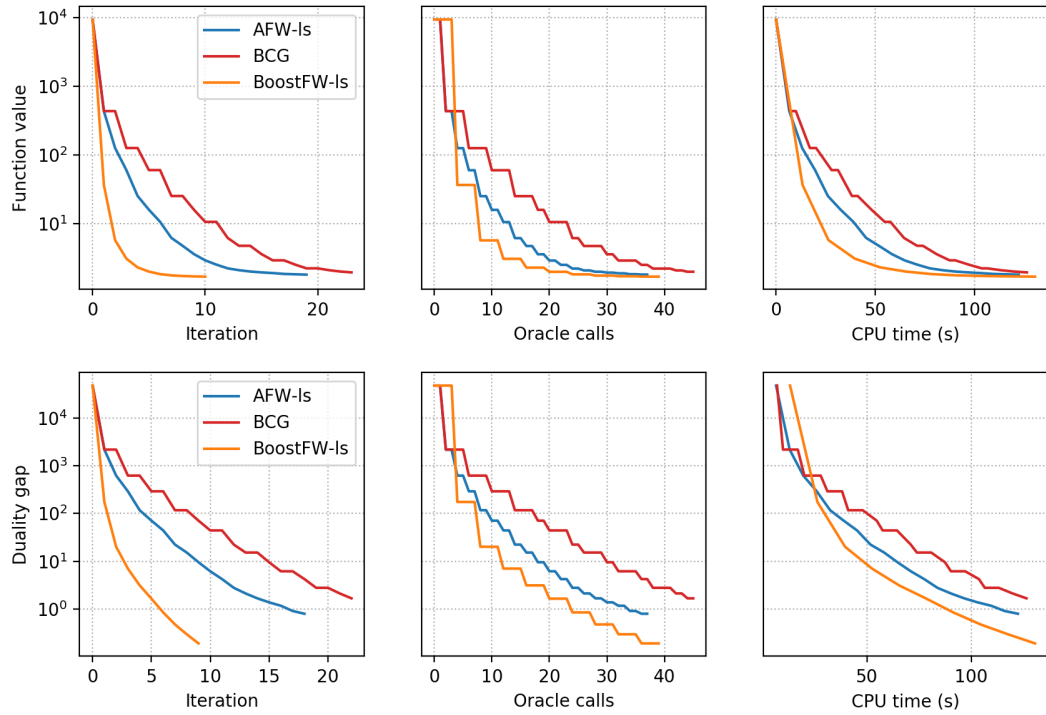 AFW-ls
BCG
BoostFW-ls
Function value
10⁴
10³
10²
10¹
0 10 20
Iteration
0 10 20 30 40
Oracle calls
0 50 100
CPU time (s)
AFW-ls
BCG
BoostFW-ls
Duality gap
10⁴
10³
10²
10¹
10⁰
0 5 10 15 20
Iteration
0 10 20 30 40
Oracle calls
50 100
CPU time (s)